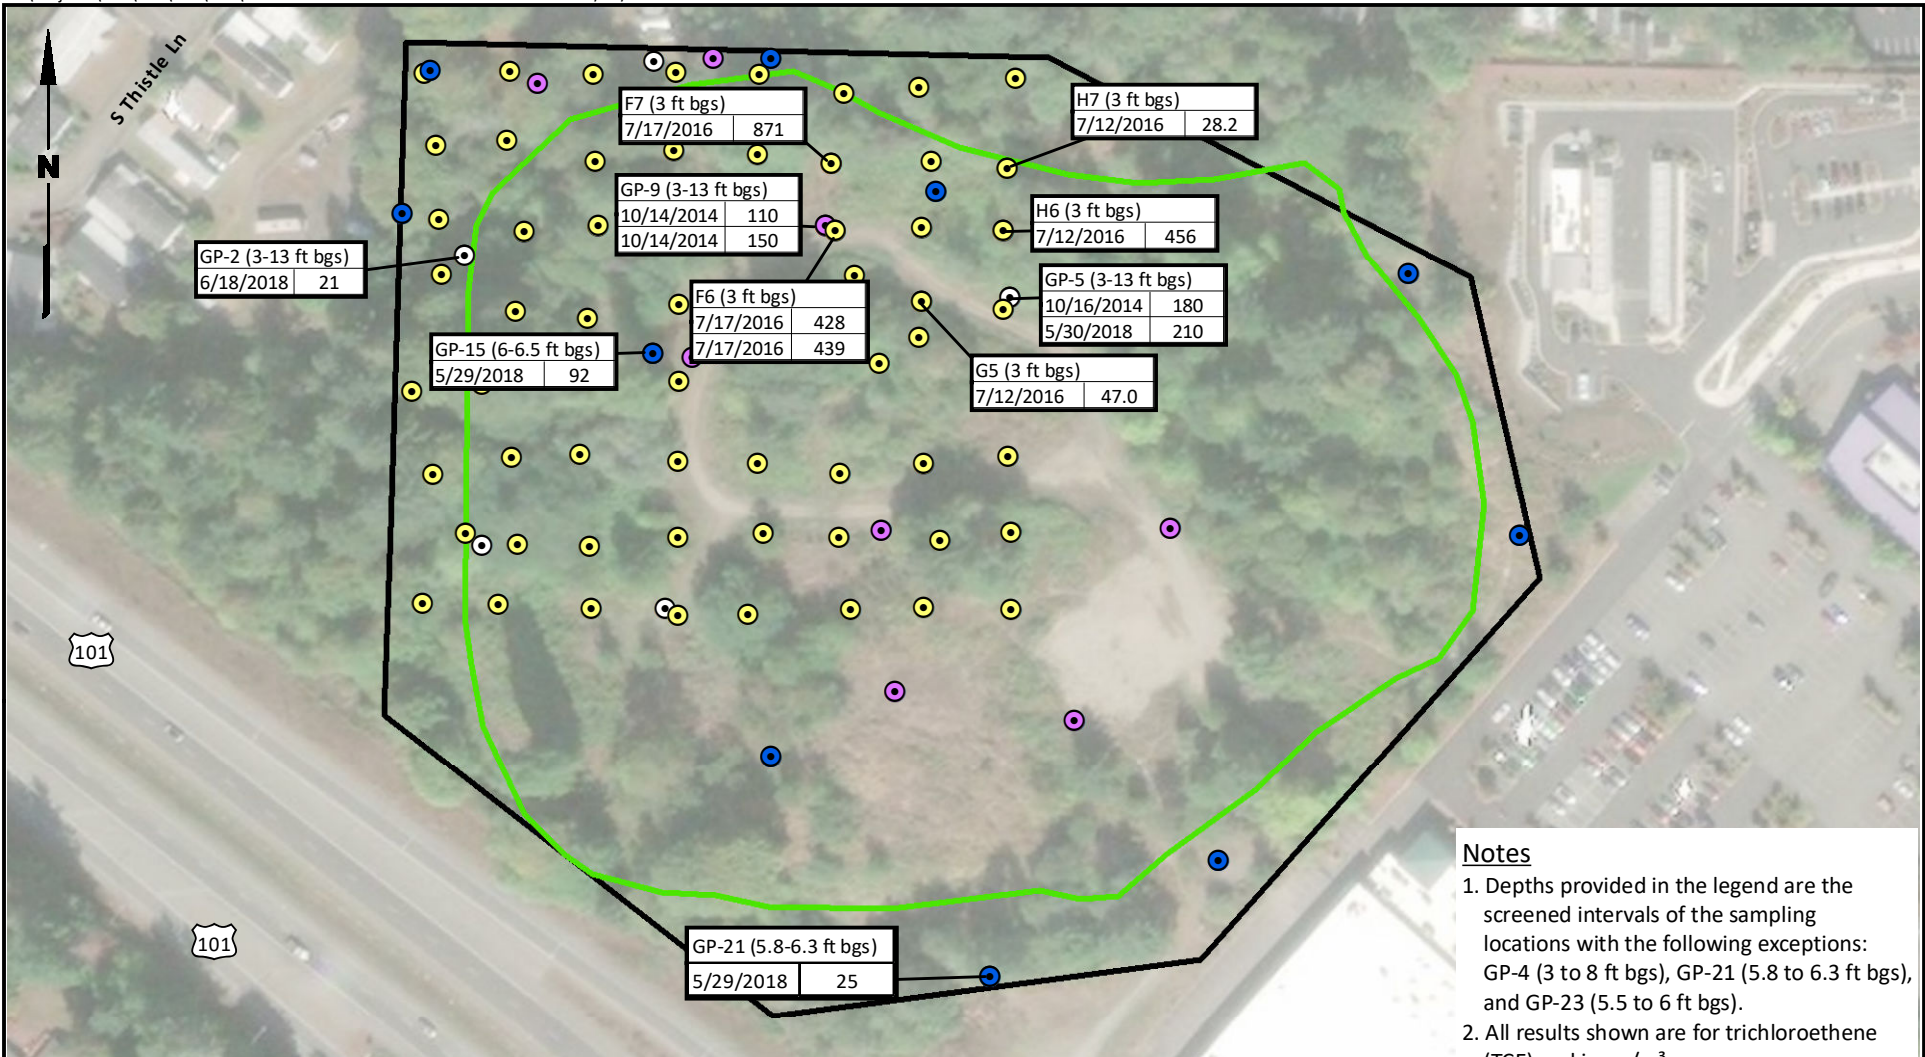 S Thistle Ln
N
F7 (3 ft bgs)
7/17/2016 871
H7 (3 ft bgs)
7/12/2016 28.2
GP-9 (3-13 ft bgs)
10/14/2014 110
10/14/2014 150
H6 (3 ft bgs)
7/12/2016 456
GP-2 (3-13 ft bgs)
6/18/2018 21
F6 (3 ft bgs)
7/17/2016 428
7/17/2016 439
GP-5 (3-13 ft bgs)
10/16/2014 180
5/30/2018 210
GP-15 (6-6.5 ft bgs)
5/29/2018 92
G5 (3 ft bgs)
7/12/2016 47.0
101
101
GP-21 (5.8-6.3 ft bgs)
5/29/2018 25
Notes
1. Depths provided in the legend are the
screened intervals of the sampling
locations with the following exceptions:
GP-4 (3 to 8 ft bgs), GP-21 (5.8 to 6.3 ft bgs),
and GP-23 (5.5 to 6 ft bgs).
2. All results shown are for trichloroethene